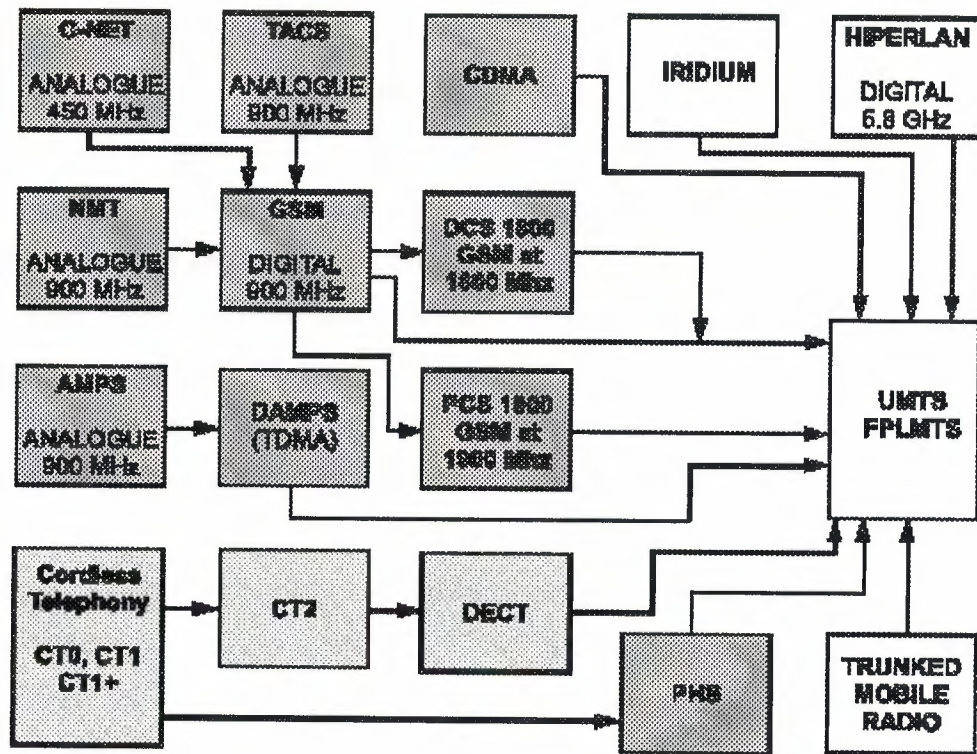 C-NET
ANALOGUE
450 MHz
TACS
ANALOGUE
900 MHz
CDMA
IRIDIUM
HIPERLAN
DIGITAL
5.8 GHz
NMT
ANALOGUE
900 MHz
GSM
DIGITAL
900 MHz
DCS 1800
GSM at
1800 Mhz
AMPS
ANALOGUE
900 MHz
DAMPS
(TDMA)
PCS 1900
GSM at
1900 Mhz
UMTS
FPLMTS
Cordless
Telephony
CT0, CT1
CT1+
CT2
DECT
PHS
TRUNKED
MOBILE
RADIO